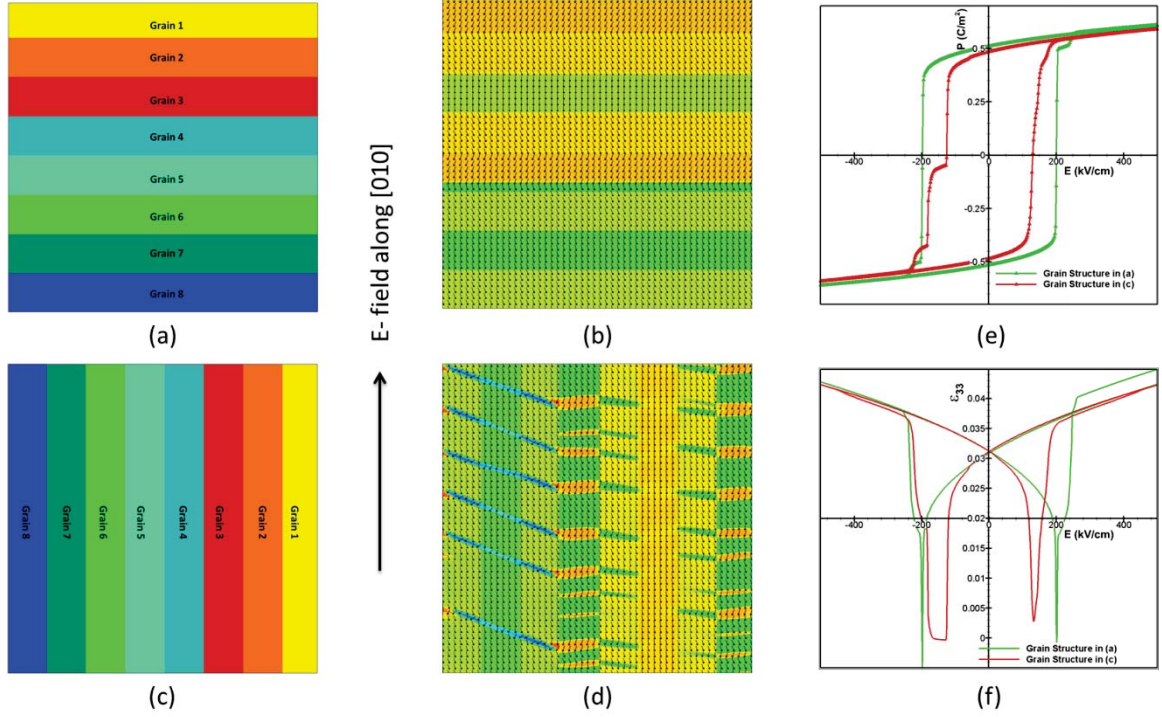 Grain 1
Grain 2
Grain 3
Grain 4
Grain 5
Grain 6
Grain 7
Grain 8
(a)
E- field along [010]
(b)
P (C/m²)
0.5
0.25
0
-0.25
-0.5
-400
-200
0
200
400
E (kV/cm)
Grain Structure in (a)
Grain Structure in (c)
(e)
Grain 8
Grain 7
Grain 6
Grain 5
Grain 4
Grain 3
Grain 2
Grain 1
(c)
(d)
ε33
0.04
0.035
0.03
0.025
0.02
0.015
0.01
0.005
0
-400
-200
0
200
400
E (kV/cm)
Grain Structure in (a)
Grain Structure in (c)
(f)